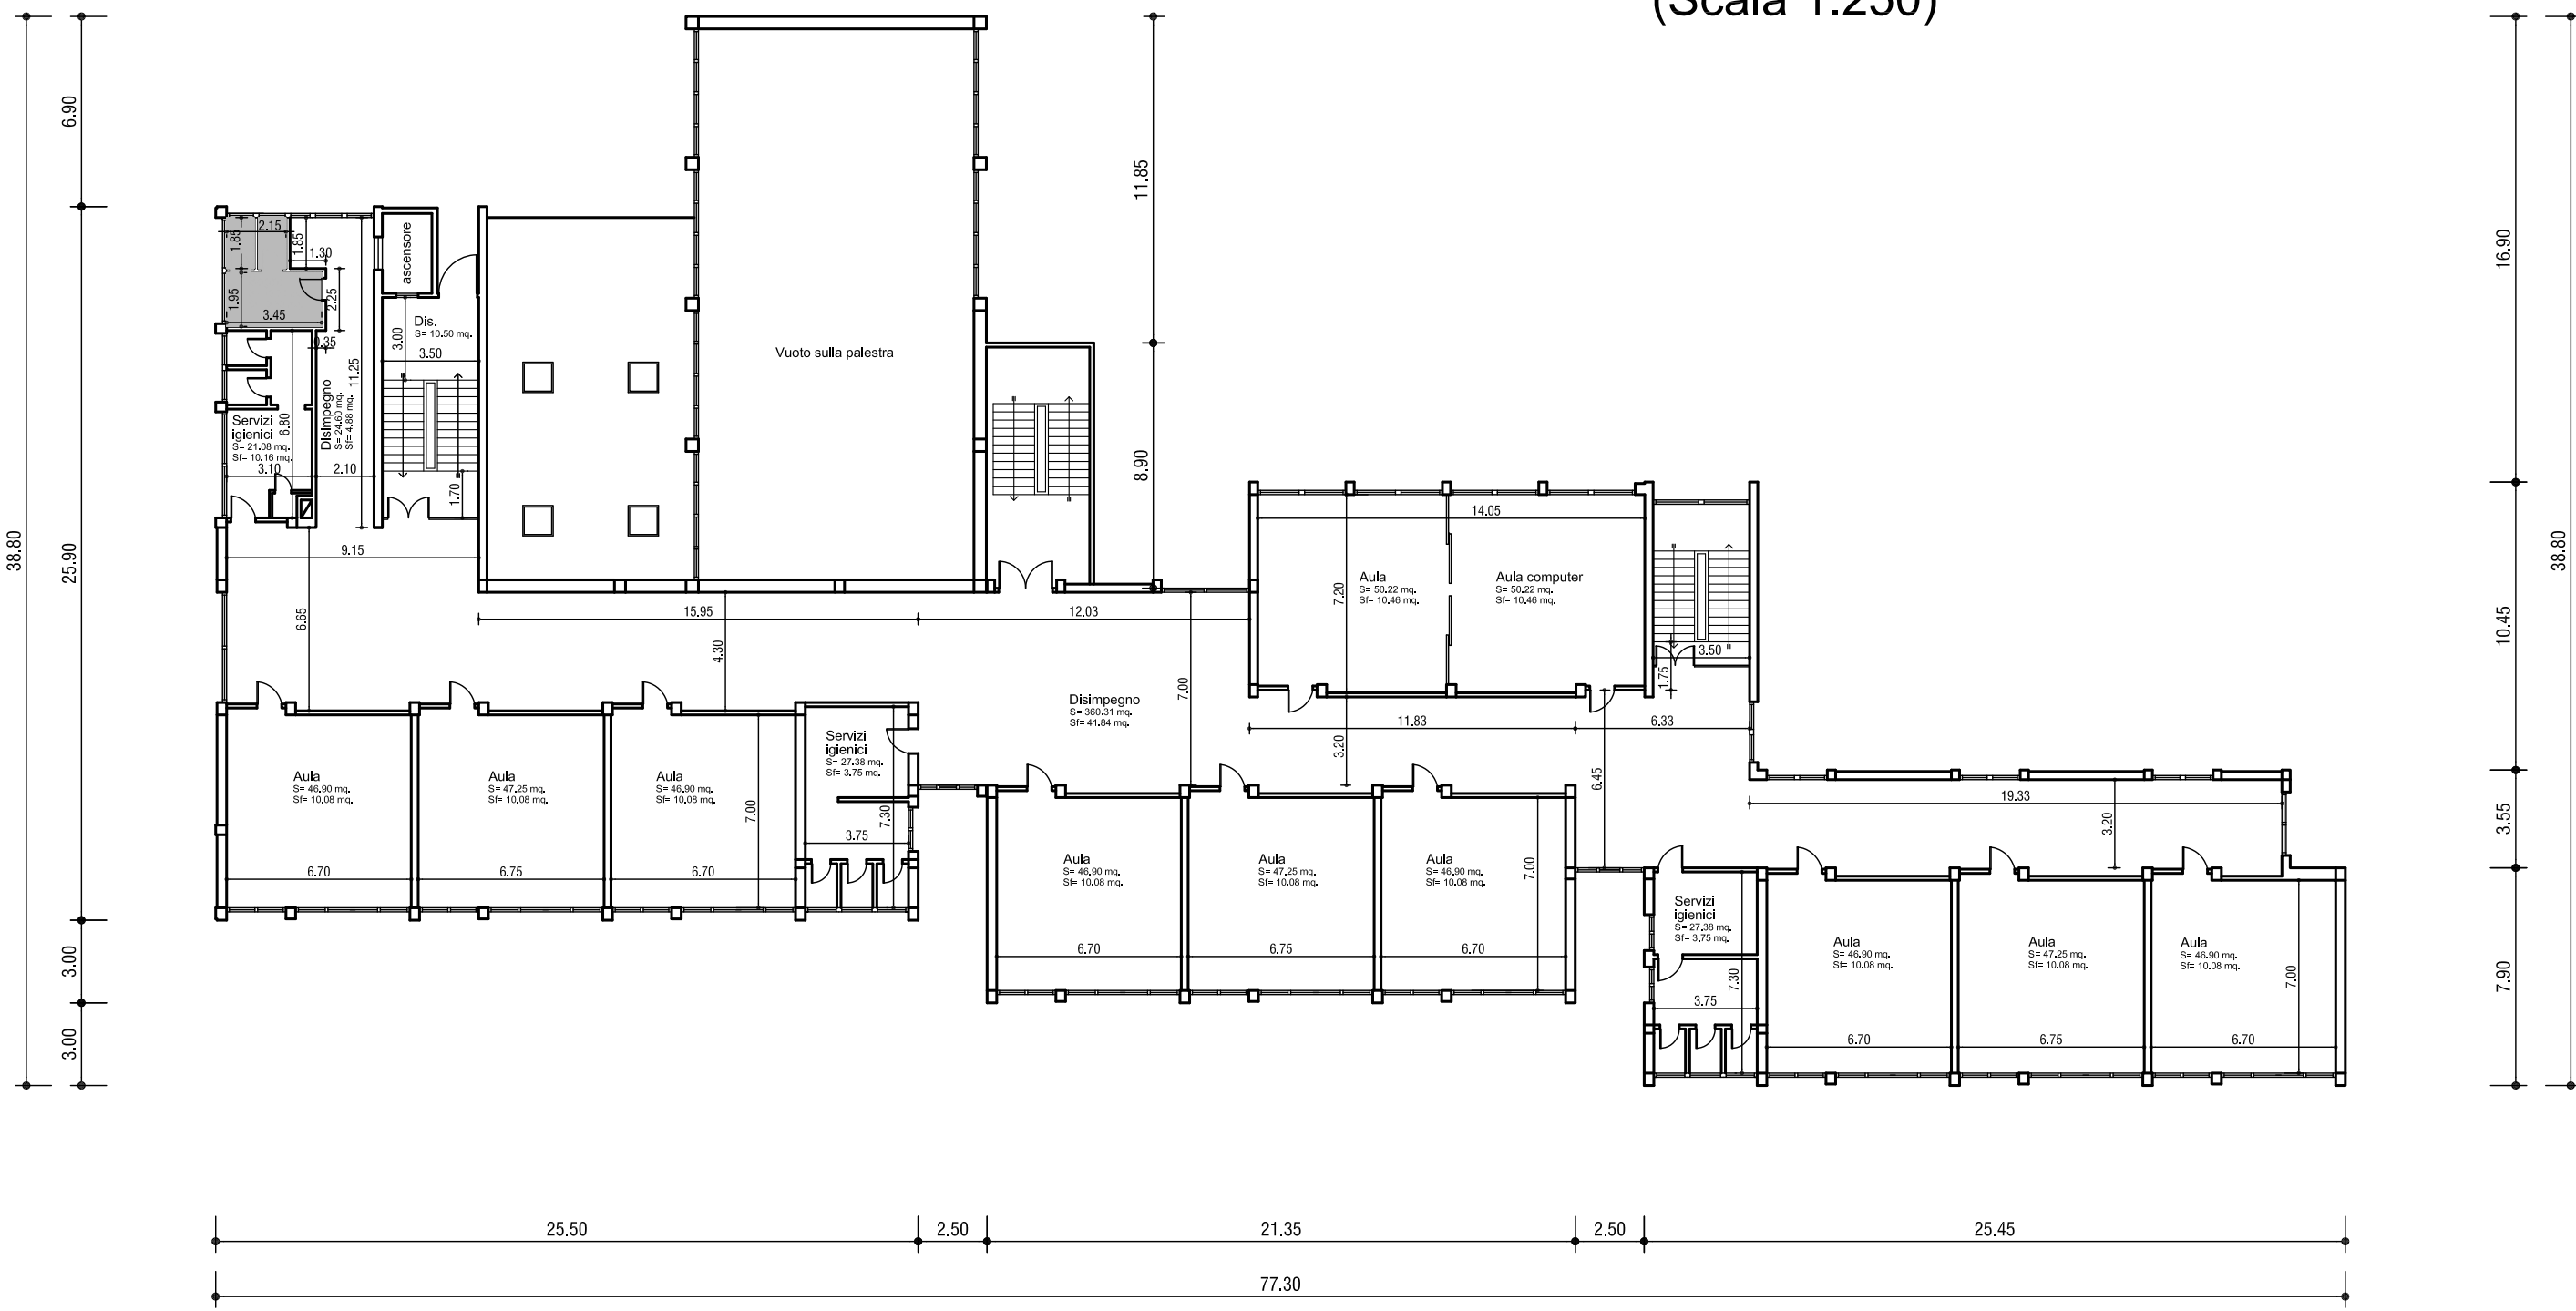 (Scala 1:250)
6.90
25.90
3.00
3.00
38.80
11.85
8.90
16.90
10.45
3.55
7.90
38.80
2.15
1.85
1.85
1.30
1.95
2.25
3.45
0.35
ascensore
Dis.
S= 10.50 mq.
3.00
3.50
11.25
Disimpegno
S= 24.60 mq.
Sf= 4.88 mq.
6.80
Servizi
igienici
S= 21.08 mq.
Sf= 10.16 mq.
3.10
2.10
1.70
9.15
6.65
Vuoto sulla palestra
15.95
12.03
4.30
7.00
14.05
7.20
Aula
S= 50.22 mq.
Sf= 10.46 mq.
Aula computer
S= 50.22 mq.
Sf= 10.46 mq.
3.50
1.75
Disimpegno
S= 360.31 mq.
Sf= 41.84 mq.
11.83
6.33
3.20
6.45
19.33
3.20
Aula
S= 46.90 mq.
Sf= 10.08 mq.
6.70
Aula
S= 47.25 mq.
Sf= 10.08 mq.
6.75
Aula
S= 46.90 mq.
Sf= 10.08 mq.
6.70
7.00
Servizi
igienici
S= 27.38 mq.
Sf= 3.75 mq.
7.30
3.75
Aula
S= 46.90 mq.
Sf= 10.08 mq.
6.70
Aula
S= 47.25 mq.
Sf= 10.08 mq.
6.75
Aula
S= 46.90 mq.
Sf= 10.08 mq.
6.70
7.00
Servizi
igienici
S= 27.38 mq.
Sf= 3.75 mq.
7.30
3.75
Aula
S= 46.90 mq.
Sf= 10.08 mq.
6.70
Aula
S= 47.25 mq.
Sf= 10.08 mq.
6.75
Aula
S= 46.90 mq.
Sf= 10.08 mq.
6.70
7.00
25.50
2.50
21.35
2.50
25.45
77.30